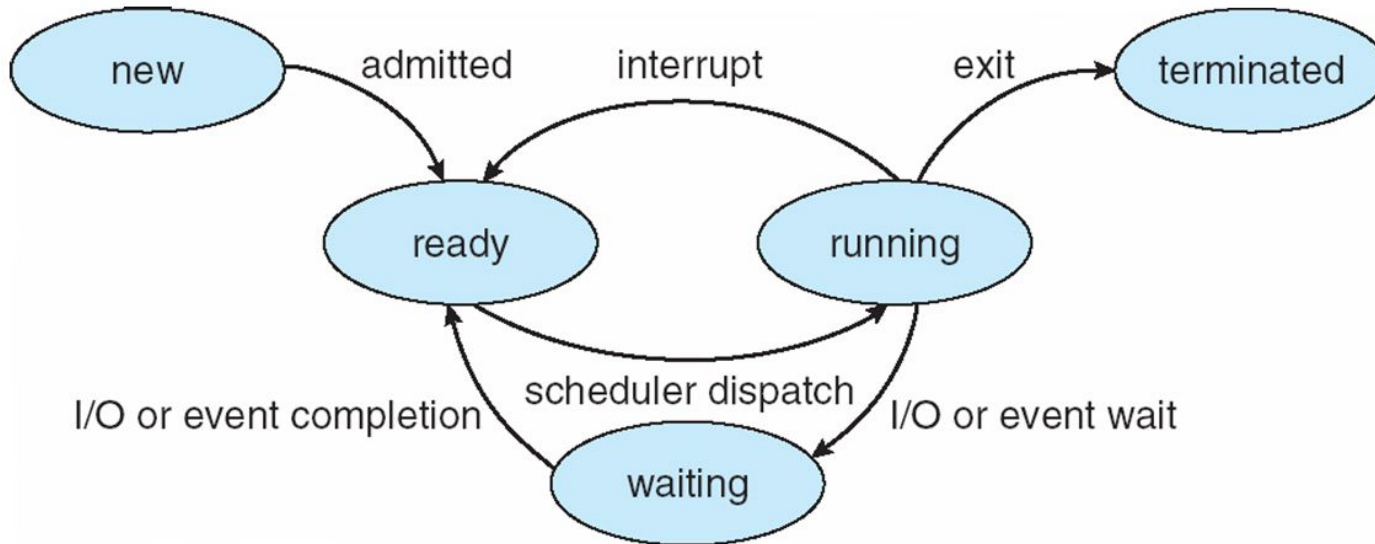 new
admitted
interrupt
exit
terminated
ready
running
I/O or event completion
scheduler dispatch
I/O or event wait
waiting